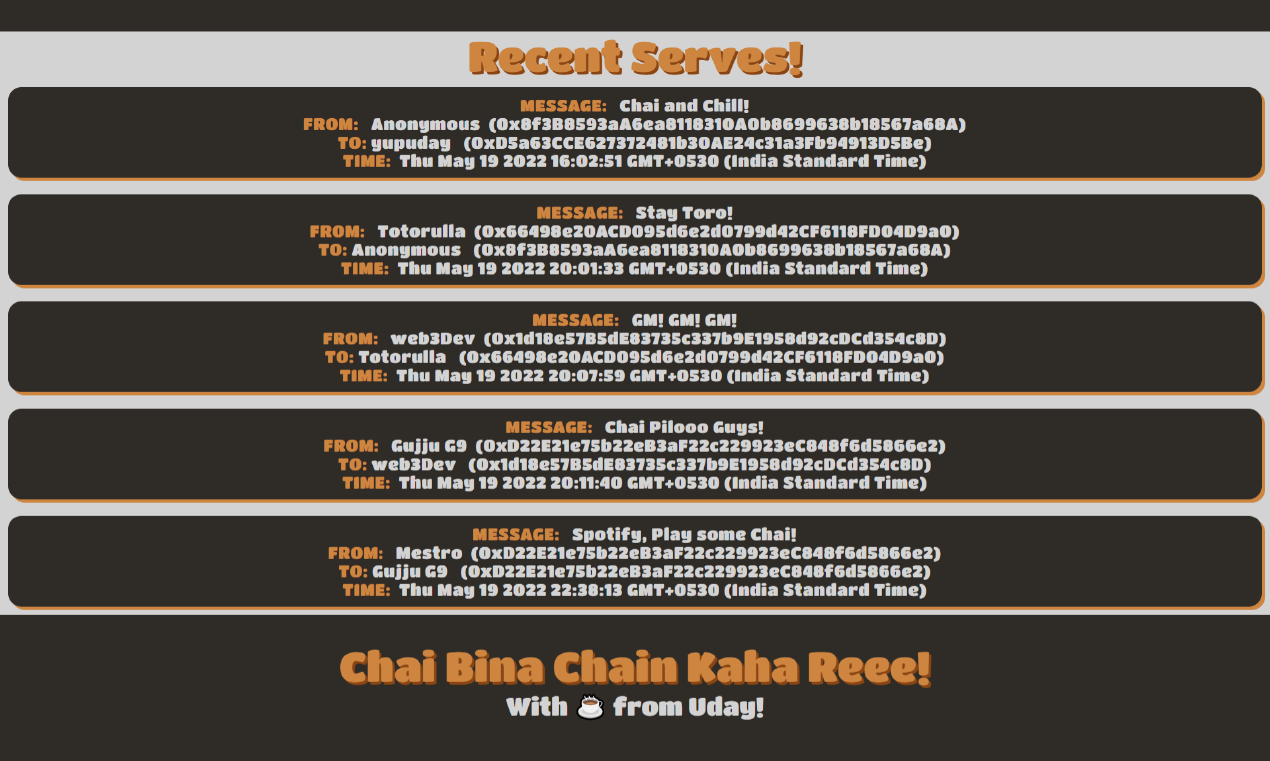 Recent Serves!
MESSAGE: Chai and Chill!
FROM: Anonymous (0x8f3B8593aA6ea8118310A0b8699638b18567a68A)
TO: yupuday (0xD5a63CCE627372481b30AE24c31a3Fb94913D5Be)
TIME: Thu May 19 2022 16:02:51 GMT+0530 (India Standard Time)
MESSAGE: Stay Toro!
FROM: Totorulla (0x66498e20ACD095d6e2d0799d42CF6118FD04D9a0)
TO: Anonymous (0x8f3B8593aA6ea8118310A0b8699638b18567a68A)
TIME: Thu May 19 2022 20:01:33 GMT+0530 (India Standard Time)
MESSAGE: GM! GM! GM!
FROM: web3Dev (0x1d18e57B5dE83735c337b9E1958d92cDCd354c8D)
TO: Totorulla (0x66498e20ACD095d6e2d0799d42CF6118FD04D9a0)
TIME: Thu May 19 2022 20:07:59 GMT+0530 (India Standard Time)
MESSAGE: Chai Pilooo Guys!
FROM: Gujju G9 (0xD22E21e75b22eB3aF22c229923eC848f6d5866e2)
TO: web3Dev (0x1d18e57B5dE83735c337b9E1958d92cDCd354c8D)
TIME: Thu May 19 2022 20:11:40 GMT+0530 (India Standard Time)
MESSAGE: Spotify, Play some Chai!
FROM: Mestro (0xD22E21e75b22eB3aF22c229923eC848f6d5866e2)
TO: Gujju G9 (0xD22E21e75b22eB3aF22c229923eC848f6d5866e2)
TIME: Thu May 19 2022 22:38:13 GMT+0530 (India Standard Time)
Chai Bina Chain Kaha Reee!
With ☕ from Uday!